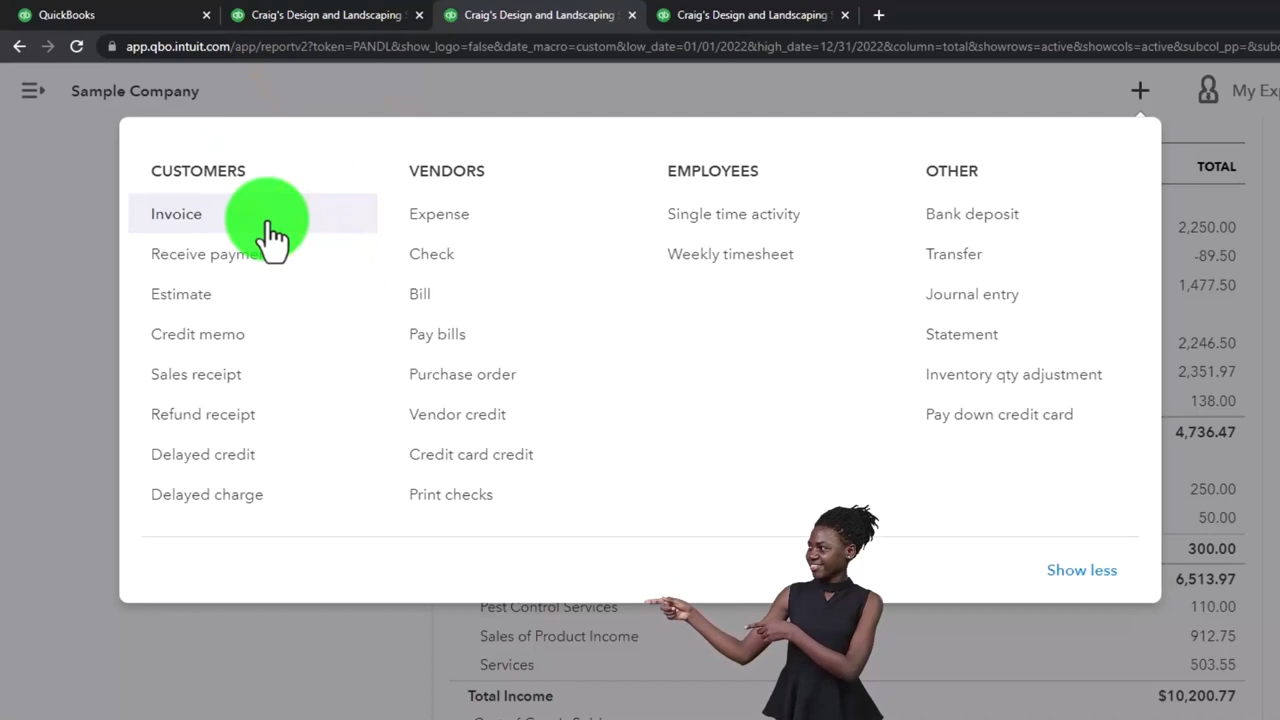 QuickBooks
Craig's Design and Landscaping
Craig's Design and Landscaping
Craig's Design and Landscaping
app.qbo.intuit.com/app/reportv2?token=PANDL&show_logo=false&date_macro=custom&low_date=01/01/2022&high_date=12/31/2022&column=total&showrows=active&showcols=active&subcol_pp=&subc
Sample Company
My Exp
CUSTOMERS
Invoice
Receive payme
Estimate
Credit memo
Sales receipt
Refund receipt
Delayed credit
Delayed charge
VENDORS
Expense
Check
Bill
Pay bills
Purchase order
Vendor credit
Credit card credit
Print checks
EMPLOYEES
Single time activity
Weekly timesheet
OTHER
Bank deposit
Transfer
Journal entry
Statement
Inventory qty adjustment
Pay down credit card
Show less
TOTAL
2,250.00
-89.50
1,477.50
2,246.50
2,351.97
138.00
4,736.47
250.00
50.00
300.00
6,513.97
Pest Control Services 110.00
Sales of Product Income 912.75
Services 503.55
Total Income $10,200.77